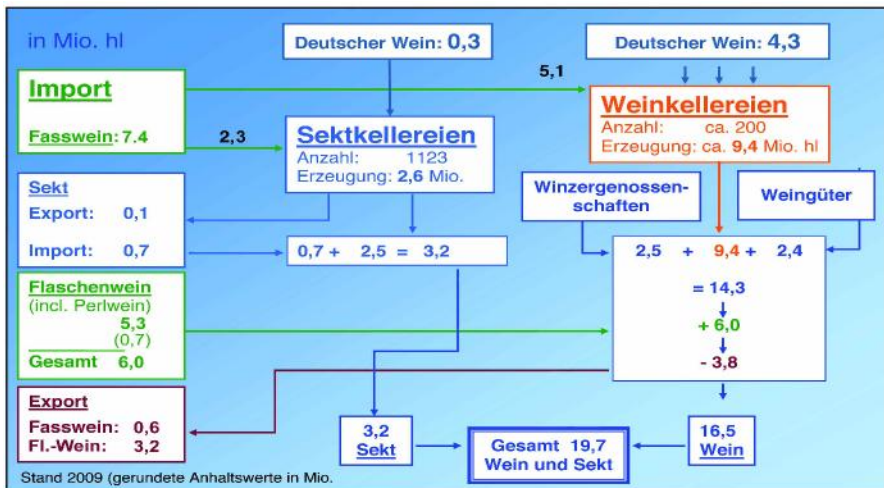 in Mio. hl
Deutscher Wein: 0,3
Deutscher Wein: 4,3
5,1
Import
Fasswein: 7.4
2,3
Sektkellereien
Anzahl: 1123
Erzeugung: 2,6 Mio.
Weinkellereien
Anzahl: ca. 200
Erzeugung: ca. 9,4 Mio. hl
Sekt
Export: 0,1
Import: 0,7
Winzergenossen-
schaften
Weingüter
0,7 + 2,5 = 3,2
2,5 + 9,4 + 2,4
= 14,3
+ 6,0
- 3,8
Flaschenwein
(incl. Perlwein)
5,3
(0,7)
Gesamt 6,0
Export
Fasswein: 0,6
Fl.-Wein: 3,2
3,2
Sekt
Gesamt 19,7
Wein und Sekt
16,5
Wein
Stand 2009 (gerundete Anhaltswerte in Mio.